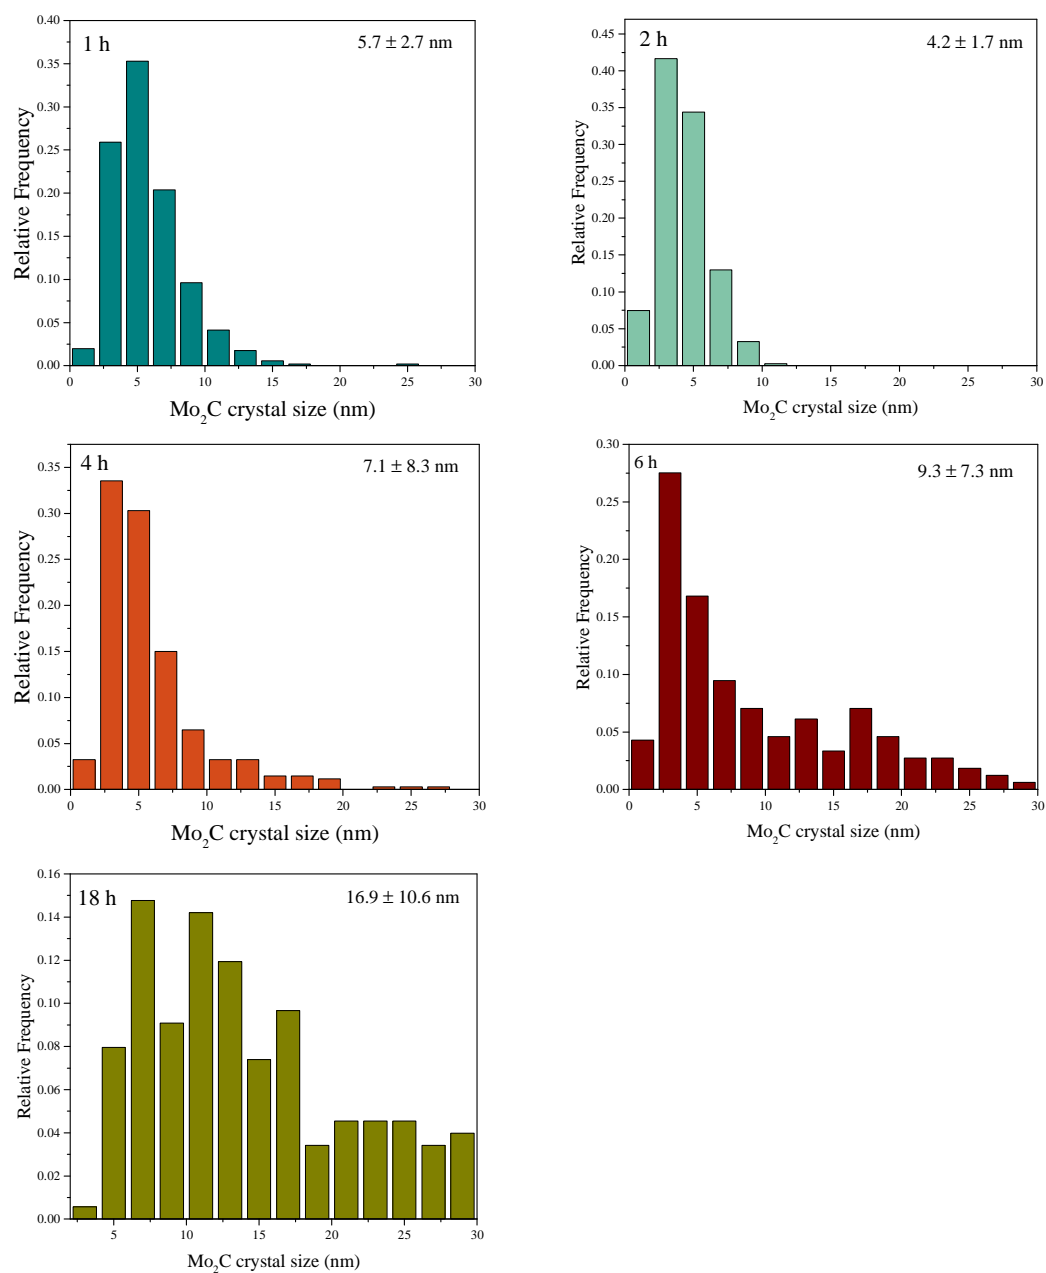 1 h
5.7 ± 2.7 nm
0.40
0.35
0.30
0.25
0.20
0.15
0.10
0.05
0.00
Relative Frequency
0 5 10 15 20 25 30
Mo₂C crystal size (nm)
2 h
4.2 ± 1.7 nm
0.45
0.40
0.35
0.30
0.25
0.20
0.15
0.10
0.05
0.00
Relative Frequency
0 5 10 15 20 25 30
Mo₂C crystal size (nm)
4 h
7.1 ± 8.3 nm
0.35
0.30
0.25
0.20
0.15
0.10
0.05
0.00
Relative Frequency
0 5 10 15 20 25 30
Mo₂C crystal size (nm)
6 h
9.3 ± 7.3 nm
0.30
0.25
0.20
0.15
0.10
0.05
0.00
Relative Frequency
0 5 10 15 20 25 30
Mo₂C crystal size (nm)
18 h
16.9 ± 10.6 nm
0.16
0.14
0.12
0.10
0.08
0.06
0.04
0.02
0.00
Relative Frequency
5 10 15 20 25 30
Mo₂C crystal size (nm)